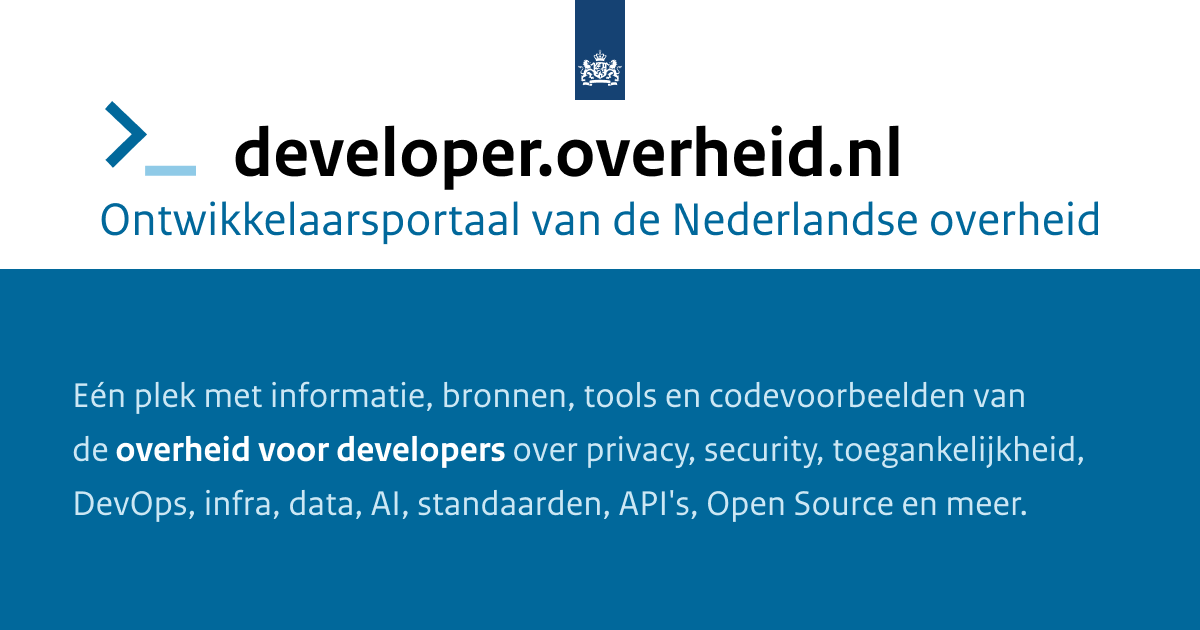 developer.overheid.nl
Ontwikkelaarsportaal van de Nederlandse overheid
Eén plek met informatie, bronnen, tools en codevoorbeelden van
de overheid voor developers over privacy, security, toegankelijkheid,
DevOps, infra, data, AI, standaarden, API's, Open Source en meer.